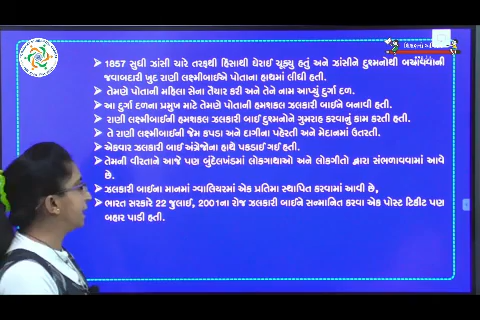 1857 સુધી ઝાંસી ચારે તરફથી હિંસાથી ઘેરાઈ ચૂક્યુ હતું અને ઝાંસીને દુશ્મનોથી બચાવવાની
જવાબદારી ખુદ રાણી લક્ષ્મીબાઈએ પોતાના હાથમાં લીધી હતી.
તેમણે પોતાની મહિલા સેના તૈયાર કરી અને તેને નામ આપ્યું દુર્ગા દળ.
આ દુર્ગા દળના પ્રમુખ માટે તેમણે પોતાની હમશકલ ઝલકારી બાઈને બનાવી હતી.
રાણી લક્ષ્મીબાઈની હમશકલ ઝલકારી બાઈ દુશ્મનોને ગુમરાહ કરવાનું કામ કરતી હતી.
તે રાણી લક્ષ્મીબાઈની જેમ કપડા અને દાગીના પહેરતી અને મેદાનમાં ઉતરતી.
એકવાર ઝલકારી બાઈ અંગ્રેજોના હાથે પકડાઈ ગઈ હતી.
તેમની વીરતાને આજે પણ બુંદેલખંડમાં લોકગાથાઓ અને લોકગીતો દ્વારા સંભળાવવામાં આવે
છે.
ઝલકારી બાઈના માનમાં ગ્વાલિયરમાં એક પ્રતિમા સ્થાપિત કરવામાં આવી છે,
ભારત સરકારે 22 જુલાઈ, 2001ના રોજ ઝલકારી બાઈને સન્માનિત કરવા એક પોસ્ટ ટિકીટ પણ
બહાર પાડી હતી.